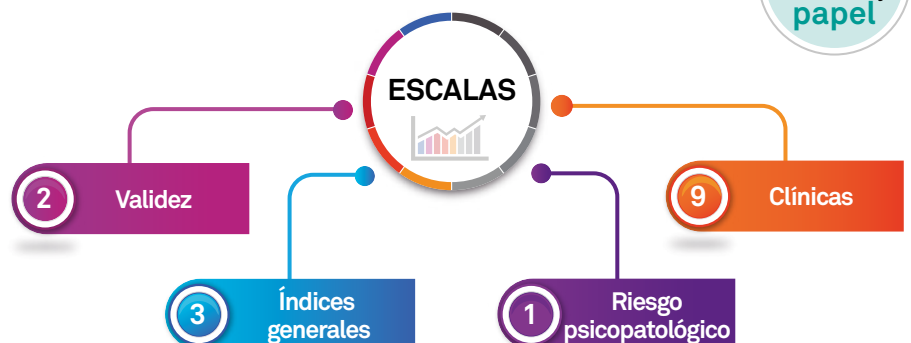 papel
ESCALAS
2 Validez
9 Clínicas
3 Índices
generales
1 Riesgo
psicopatológico